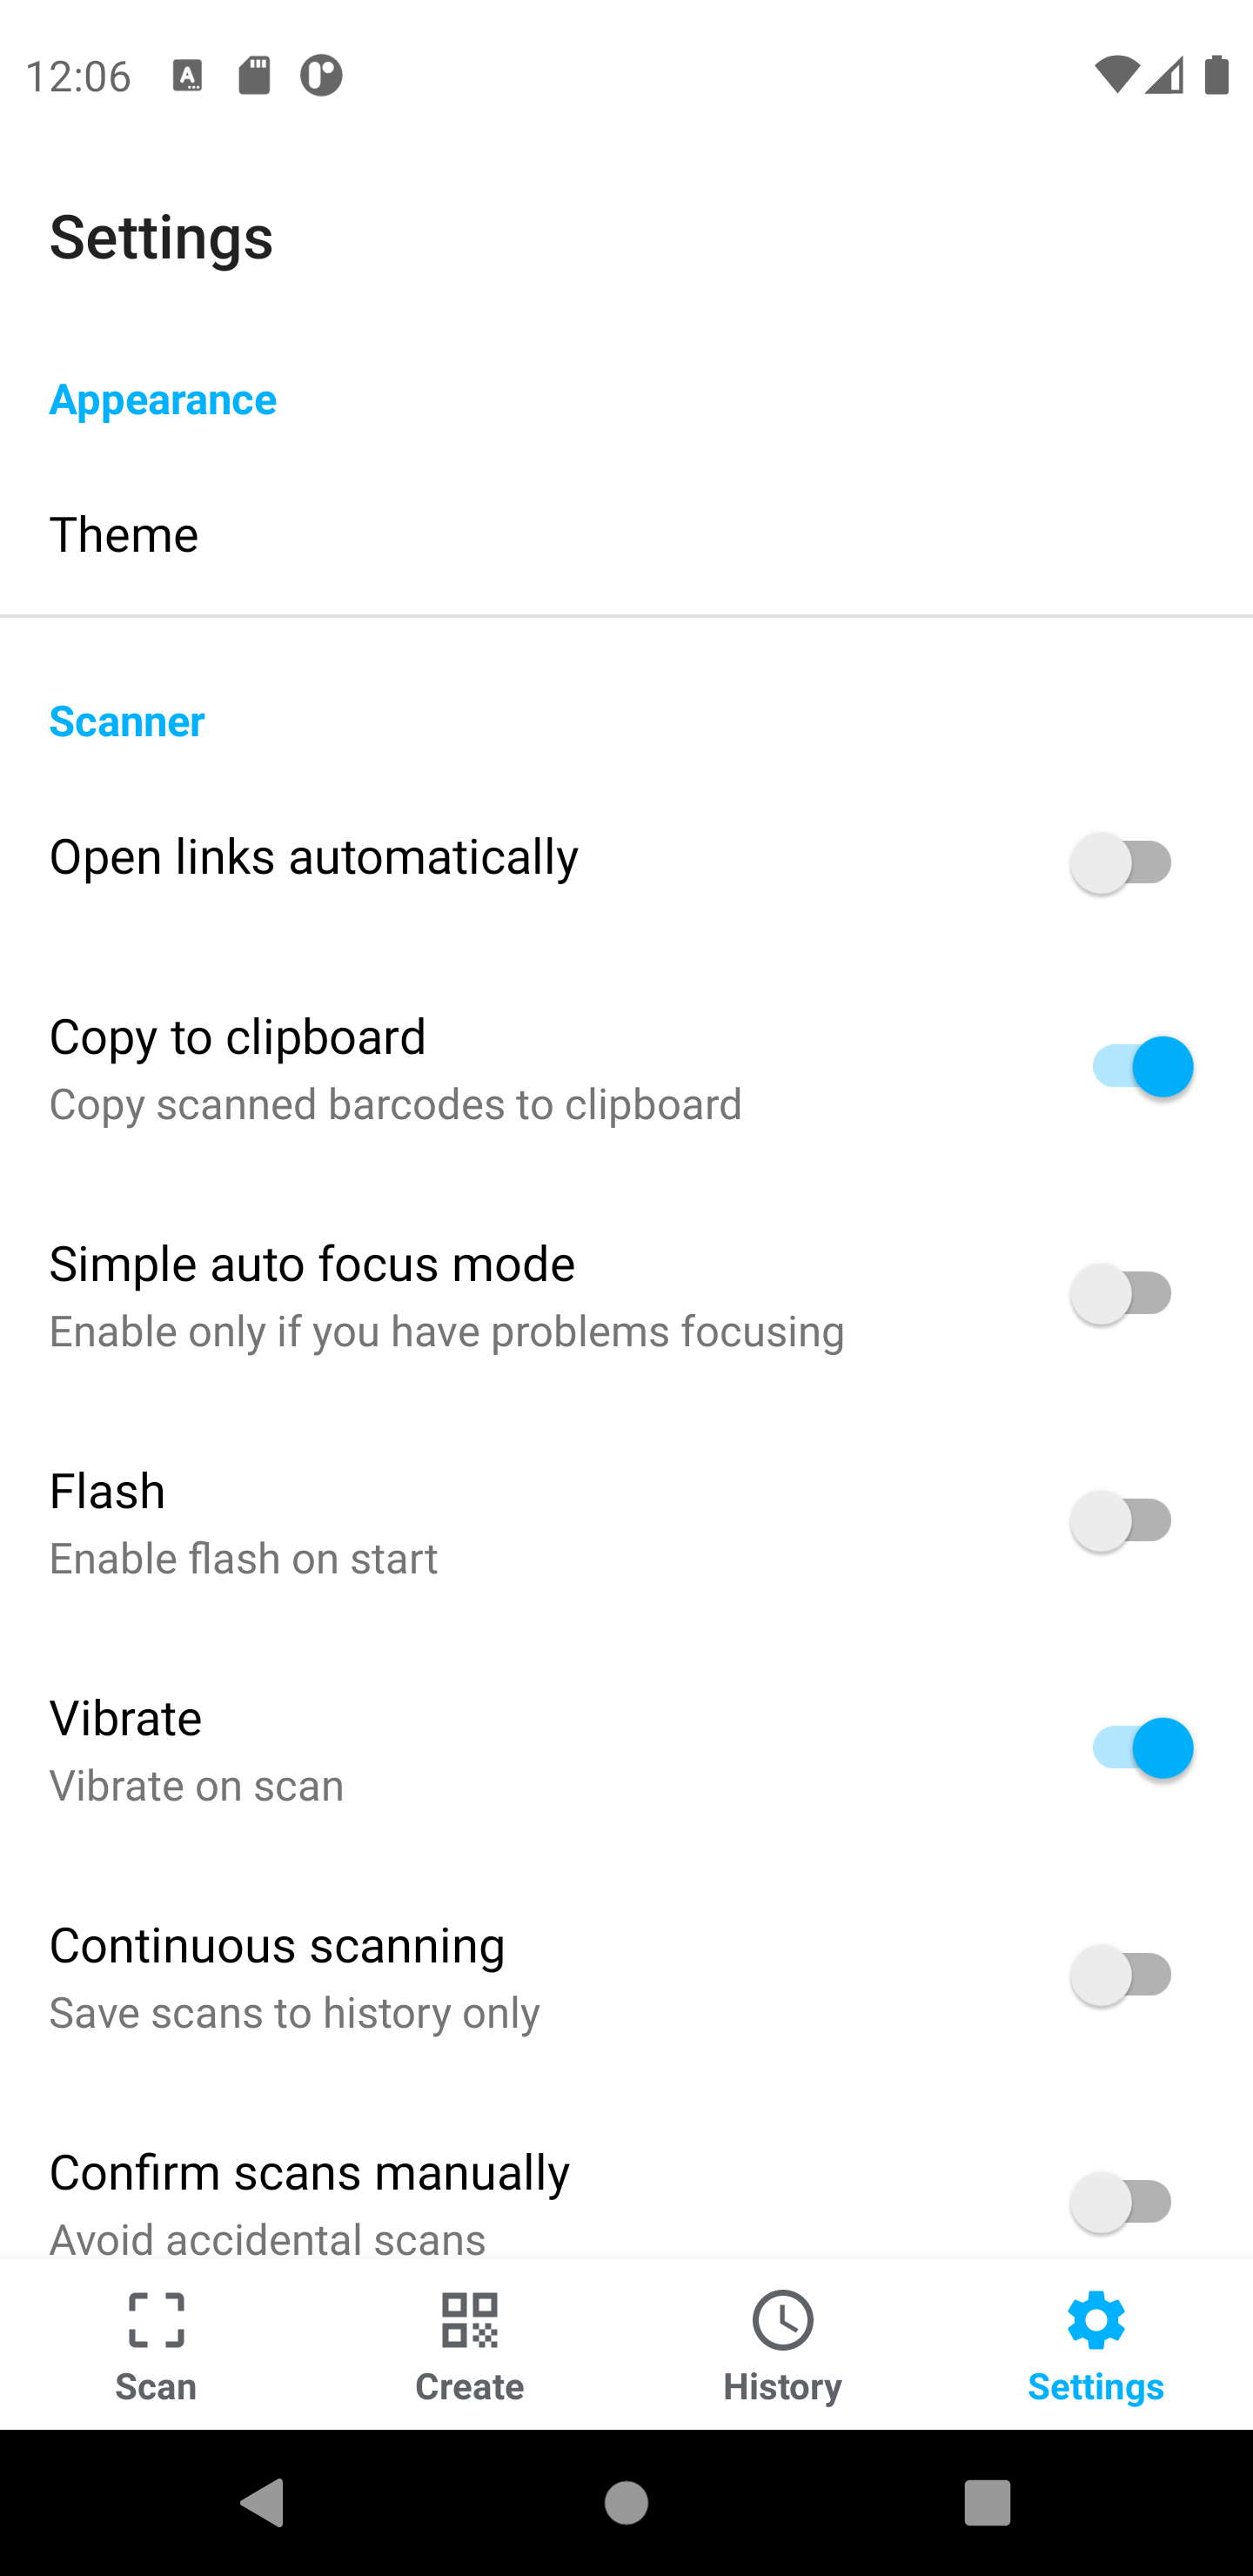 12:06
Settings
Appearance
Theme
Scanner
Open links automatically
Copy to clipboard
Copy scanned barcodes to clipboard
Simple auto focus mode
Enable only if you have problems focusing
Flash
Enable flash on start
Vibrate
Vibrate on scan
Continuous scanning
Save scans to history only
Confirm scans manually
Avoid accidental scans
Scan
Create
History
Settings